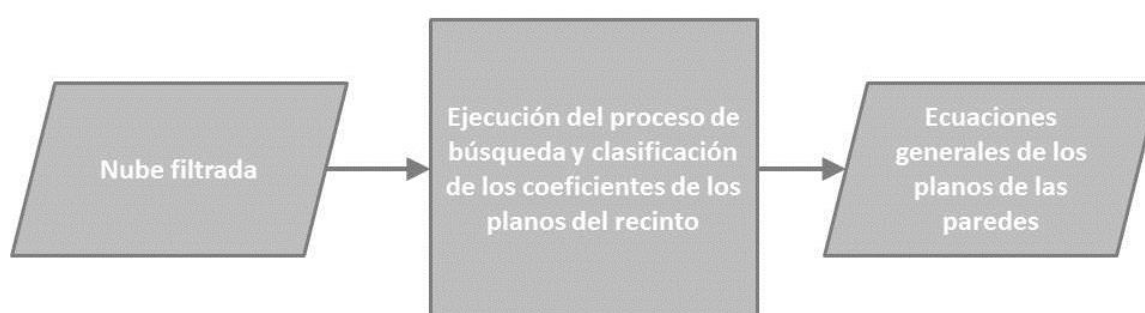 Nube filtrada
Ejecución del proceso de
búsqueda y clasificación
de los coeficientes de los
planos del recinto
Ecuaciones
generales de los
planos de las
paredes